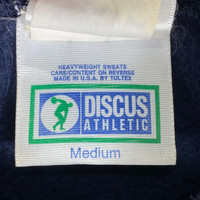 HEAVYWEIGHT SWEATS
CARE/CONTENT ON REVERSE
MADE IN U.S.A. BY TULTEX
DISCUS
ATHLETIC
Medium